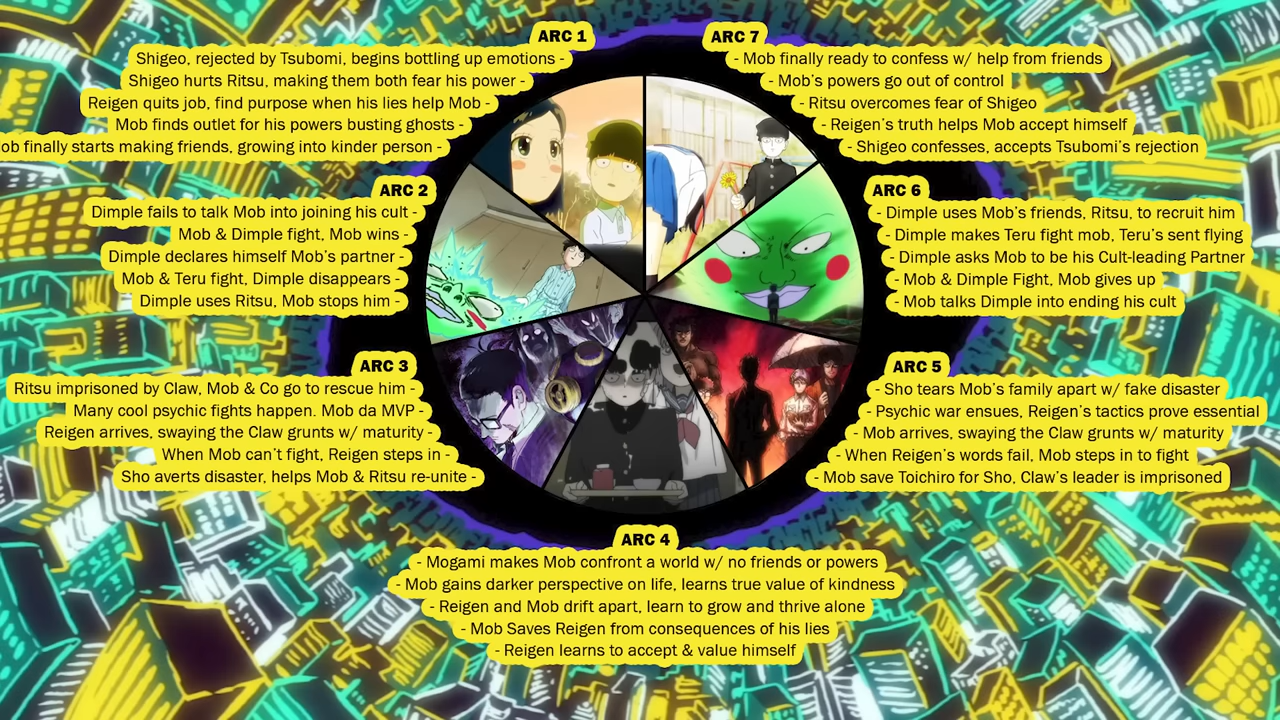 ARC 1
Shigeo, rejected by Tsubomi, begins bottling up emotions -
Shigeo hurts Ritsu, making them both fear his power -
Reigen quits job, find purpose when his lies help Mob -
Mob finds outlet for his powers busting ghosts -
ob finally starts making friends, growing into kinder person -
ARC 2
Dimple fails to talk Mob into joining his cult -
Mob & Dimple fight, Mob wins -
Dimple declares himself Mob's partner -
Mob & Teru fight, Dimple disappears -
Dimple uses Ritsu, Mob stops him -
ARC 3
Ritsu imprisoned by Claw, Mob & Co go to rescue him -
Many cool psychic fights happen. Mob da MVP -
Reigen arrives, swaying the Claw grunts w/ maturity -
When Mob can't fight, Reigen steps in -
Sho averts disaster, helps Mob & Ritsu re-unite -
ARC 4
- Mogami makes Mob confront a world w/ no friends or powers
- Mob gains darker perspective on life, learns true value of kindness
- Reigen and Mob drift apart, learn to grow and thrive alone
- Mob Saves Reigen from consequences of his lies
- Reigen learns to accept & value himself
ARC 5
- Sho tears Mob's family apart w/ fake disaster
- Psychic war ensues, Reigen's tactics prove essential
- Mob arrives, swaying the Claw grunts w/ maturity
- When Reigen's words fail, Mob steps in to fight
- Mob save Toichiro for Sho, Claw's leader is imprisoned
ARC 6
- Dimple uses Mob's friends, Ritsu, to recruit him
- Dimple makes Teru fight mob, Teru's sent flying
- Dimple asks Mob to be his Cult-leading Partner
- Mob & Dimple Fight, Mob gives up
- Mob talks Dimple into ending his cult
ARC 7
- Mob finally ready to confess w/ help from friends
- Mob's powers go out of control
- Ritsu overcomes fear of Shigeo
- Reigen's truth helps Mob accept himself
- Shigeo confesses, accepts Tsubomi's rejection